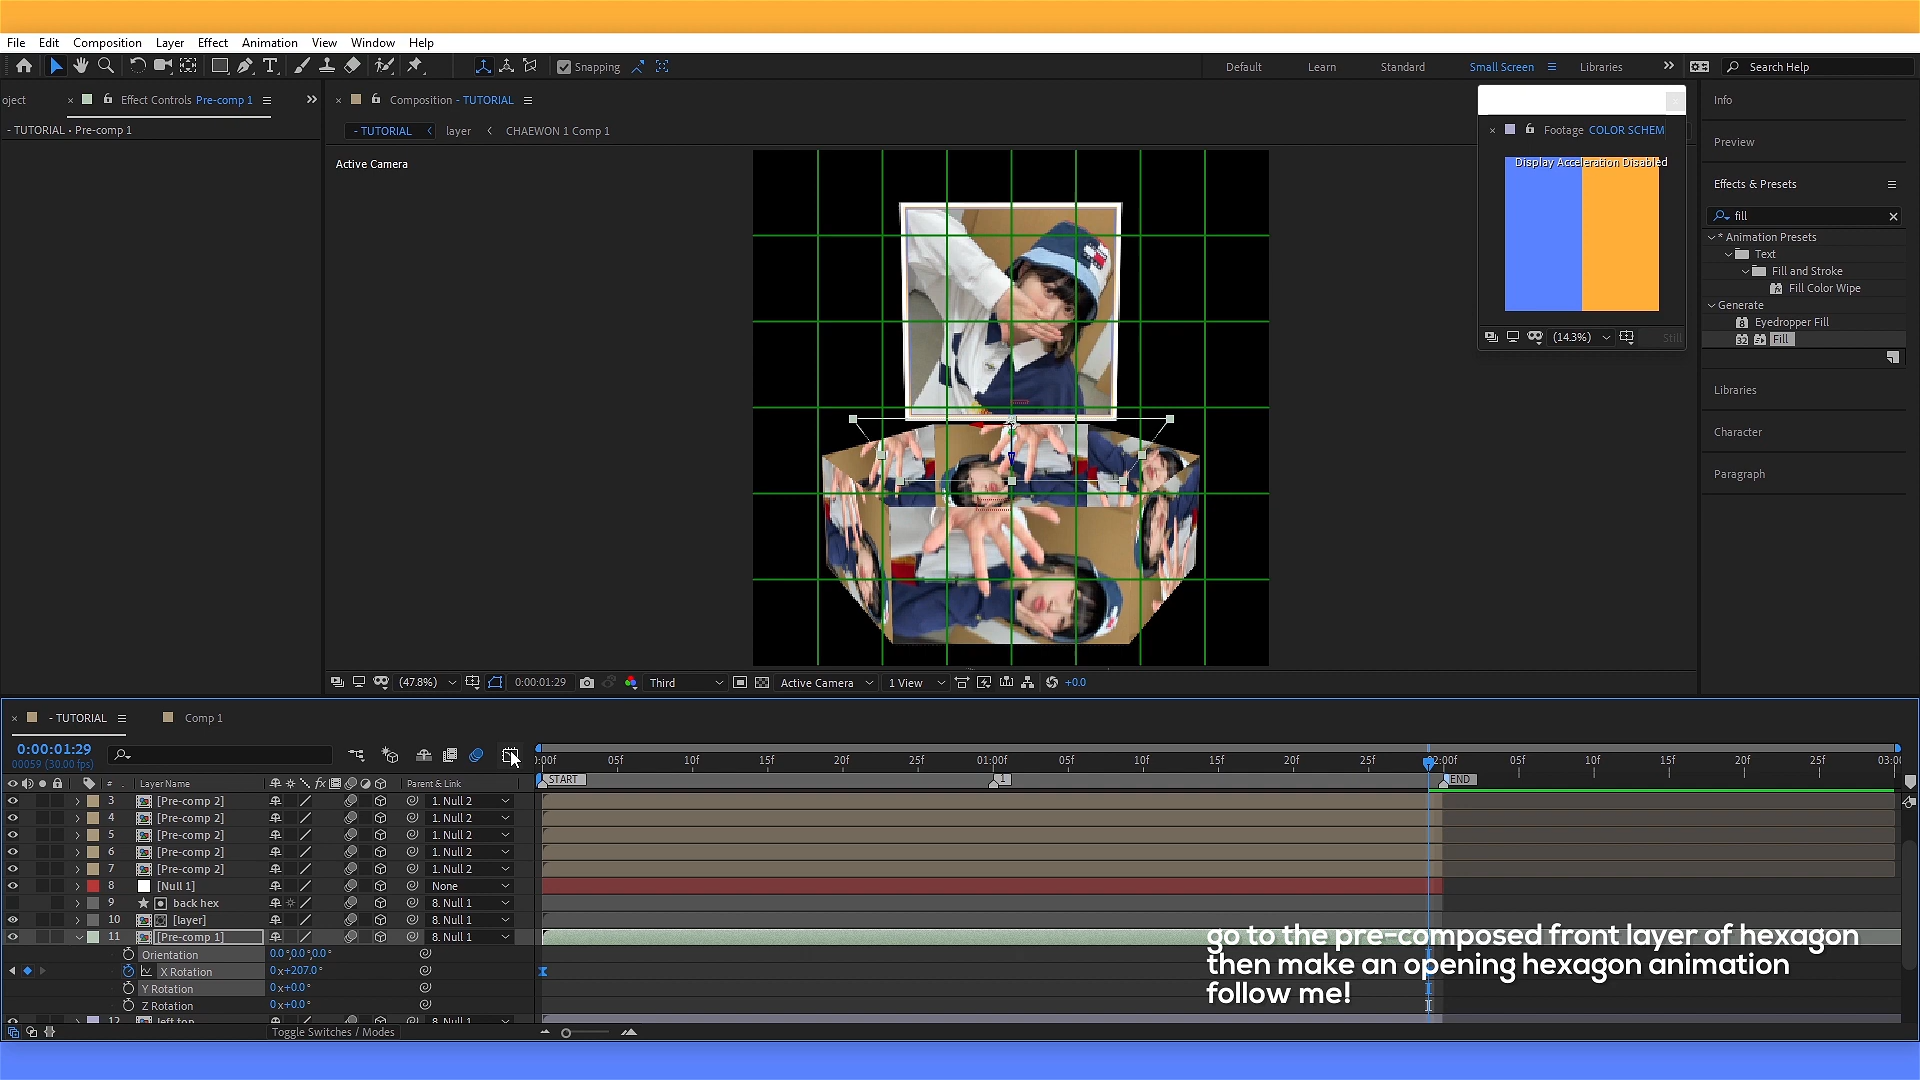 File Edit Composition Layer Effect Animation View Window Help
Snapping Default Learn Standard Small Screen Libraries Search Help
oject Effect Controls Pre-comp 1
Composition - TUTORIAL
Info
- TUTORIAL • Pre-comp 1
- TUTORIAL layer CHAEWON 1 Comp 1
Footage COLOR SCHEM
Preview
Active Camera
Display Acceleration Disabled
Effects & Presets
fill
* Animation Presets
Text
Fill and Stroke
Fill Color Wipe
Generate
Eyedropper Fill
Fill
(14.3%) Still
Libraries
Character
Paragraph
(47.8%) 0:00:01:29 Third Active Camera 1 View +0.0
- TUTORIAL Comp 1
0:00:01:29
00059 (30.00 fps)
0:00f 05f 10f 15f 20f 25f 01:00f 05f 10f 15f 20f 25f 02:00f 05f 10f 15f 20f 25f 03:00
START 1 END
# Layer Name fx Parent & Link
3 [Pre-comp 2] 1. Null 2
4 [Pre-comp 2] 1. Null 2
5 [Pre-comp 2] 1. Null 2
6 [Pre-comp 2] 1. Null 2
7 [Pre-comp 2] 1. Null 2
8 [Null 1] None
9 back hex 8. Null 1
10 [layer] 8. Null 1
11 [Pre-comp 1] 8. Null 1
Orientation 0.0°,0.0°,0.0°
X Rotation 0x+207.0°
Y Rotation 0x+0.0°
Z Rotation 0x+0.0°
12 left top 8. Null 1
Toggle Switches / Modes
go to the pre-composed front layer of hexagon
then make an opening hexagon animation
follow me!